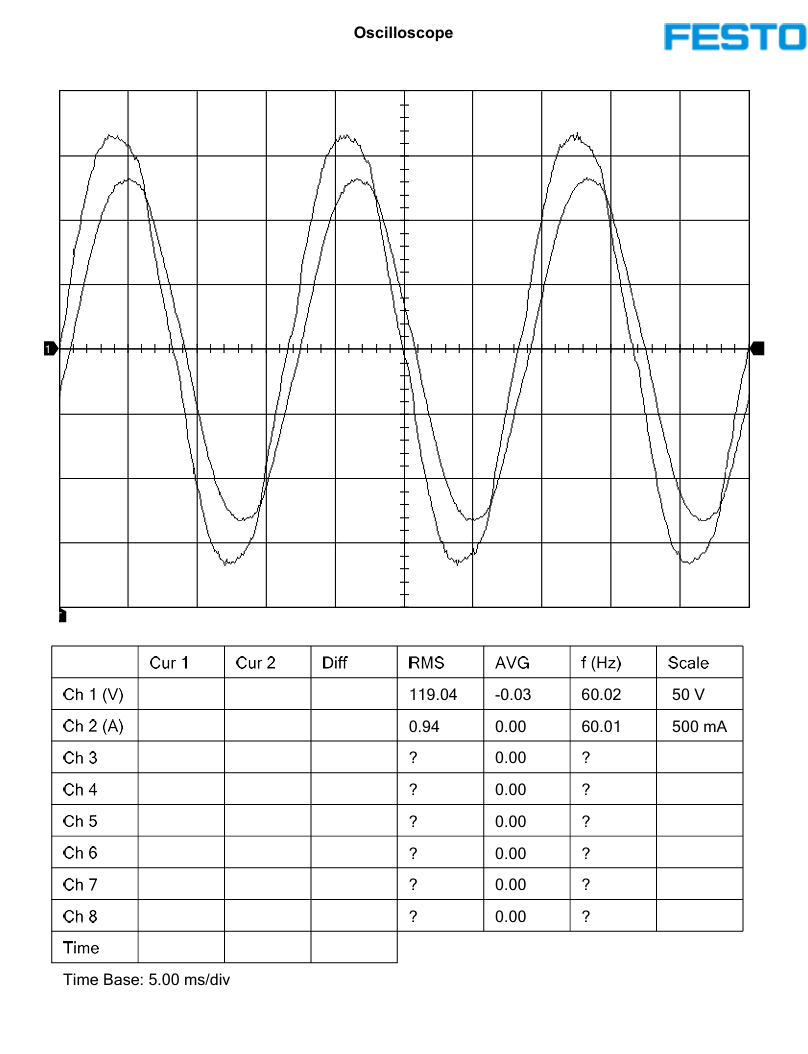 Oscilloscope
FESTO
1
Cur 1 Cur 2 Diff RMS AVG f (Hz) Scale
Ch 1 (V) 119.04 -0.03 60.02 50 V
Ch 2 (A) 0.94 0.00 60.01 500 mA
Ch 3 ? 0.00 ?
Ch 4 ? 0.00 ?
Ch 5 ? 0.00 ?
Ch 6 ? 0.00 ?
Ch 7 ? 0.00 ?
Ch 8 ? 0.00 ?
Time
Time Base: 5.00 ms/div